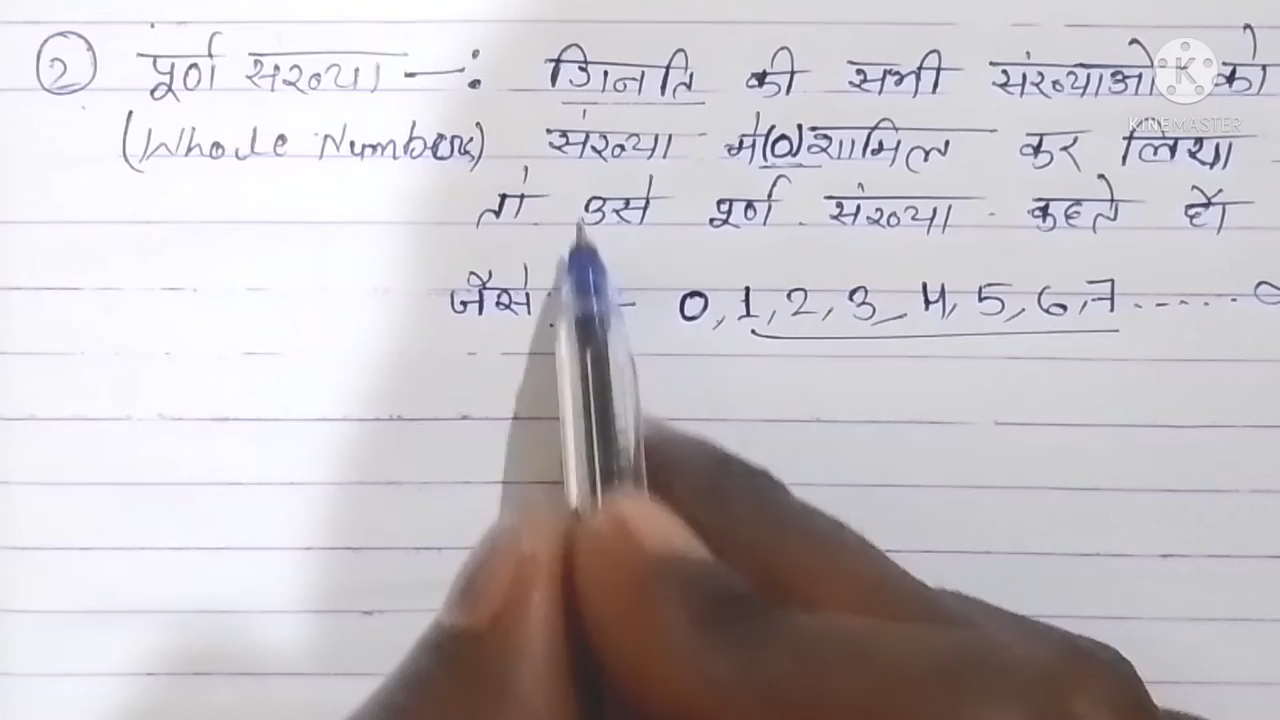 ② पूर्ण संख्या —: गिनति की सभी संख्याओ को
(Whole Numbers) संख्या मे (0) शामिल कर लिया
तो उसे पूर्ण संख्या कहते है।
जैसे :- 0, 1, 2, 3, 4, 5, 6, 7 ......
KINEMASTER